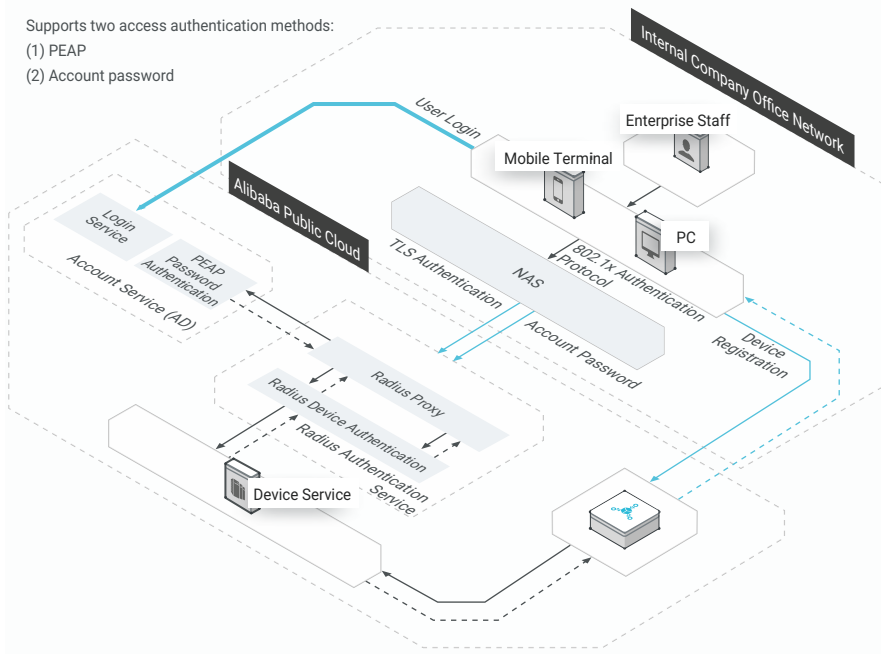 Supports two access authentication methods:
(1) PEAP
(2) Account password
Internal Company Office Network
User Login
Enterprise Staff
Mobile Terminal
Alibaba Public Cloud
Login
Service
PEAP
Password
Authentication
Account Service (AD)
PC
802.1x Authentication
Protocol
NAS
TLS Authentication
Account Password
Device
Registration
Radius Proxy
Radius Device Authentication
Radius Authentication
Service
Device Service